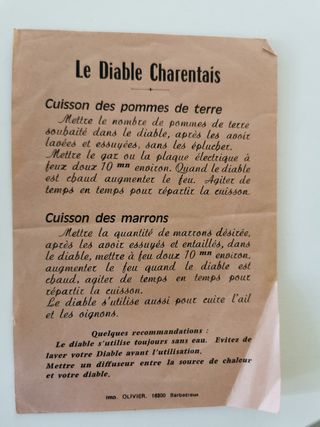 Le Diable Charentais
Cuisson des pommes de terre
Mettre le nombre de pommes de terre
souhaité dans le diable, après les avoir
lavées et essuyées, sans les éplucher.
Mettre le gaz ou la plaque électrique à
feux doux 10 mn environ. Quand le diable
est chaud augmenter le feu. Agiter de
temps en temps pour répartir la cuisson.
Cuisson des marrons
Mettre la quantité de marrons désirée,
après les avoir essuyés et entaillés, dans
le diable, mettre à feu doux 10 mn environ,
augmenter le feu quand le diable est
chaud, agiter de temps en temps pour
répartir la cuisson.
Le diable s'utilise aussi pour cuire l'ail
et les oignons.
Quelques recommandations :
Le diable s'utilise toujours sans eau. Evitez de
laver votre Diable avant l'utilisation.
Mettre un diffuseur entre la source de chaleur
et votre diable.
Imp. OLIVIER, 16300 Barbezieux